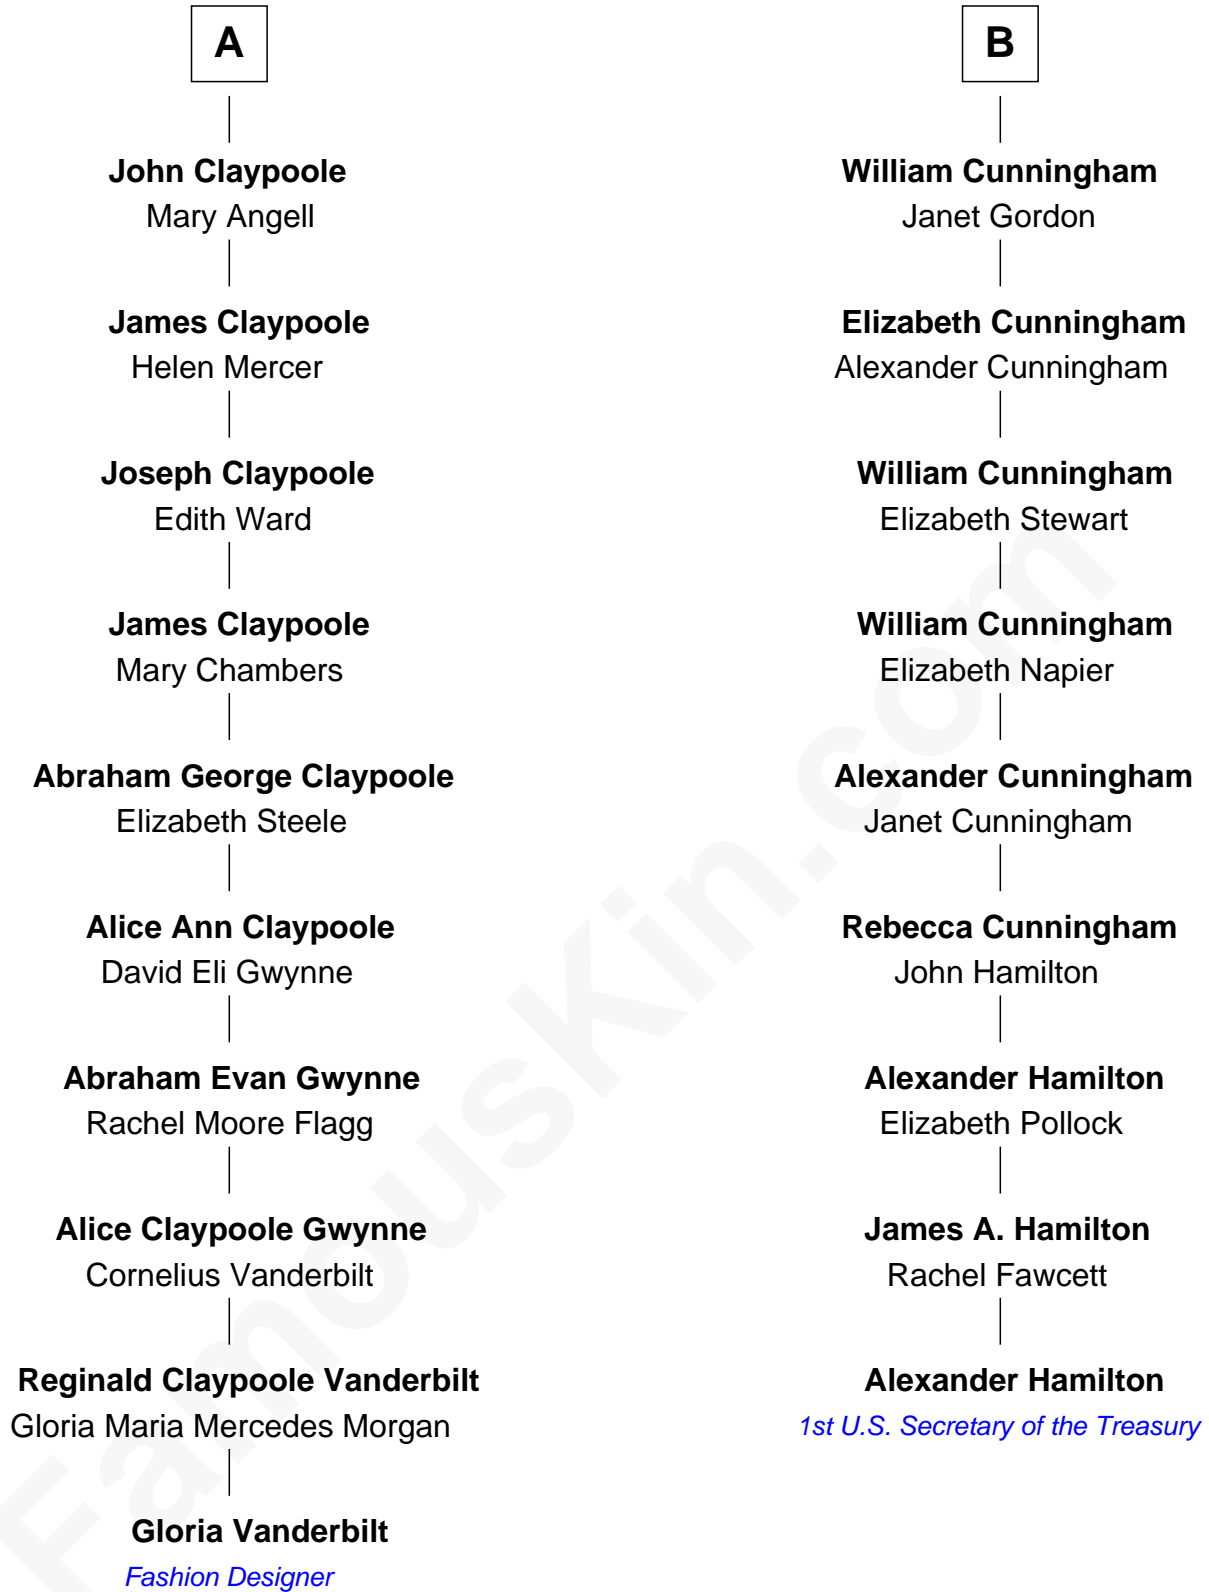 A
John Claypoole
Mary Angell
James Claypoole
Helen Mercer
Joseph Claypoole
Edith Ward
James Claypoole
Mary Chambers
Abraham George Claypoole
Elizabeth Steele
Alice Ann Claypoole
David Eli Gwynne
Abraham Evan Gwynne
Rachel Moore Flagg
Alice Claypoole Gwynne
Cornelius Vanderbilt
Reginald Claypoole Vanderbilt
Gloria Maria Mercedes Morgan
Gloria Vanderbilt
Fashion Designer
B
William Cunningham
Janet Gordon
Elizabeth Cunningham
Alexander Cunningham
William Cunningham
Elizabeth Stewart
William Cunningham
Elizabeth Napier
Alexander Cunningham
Janet Cunningham
Rebecca Cunningham
John Hamilton
Alexander Hamilton
Elizabeth Pollock
James A. Hamilton
Rachel Fawcett
Alexander Hamilton
1st U.S. Secretary of the Treasury
FamousKin.com